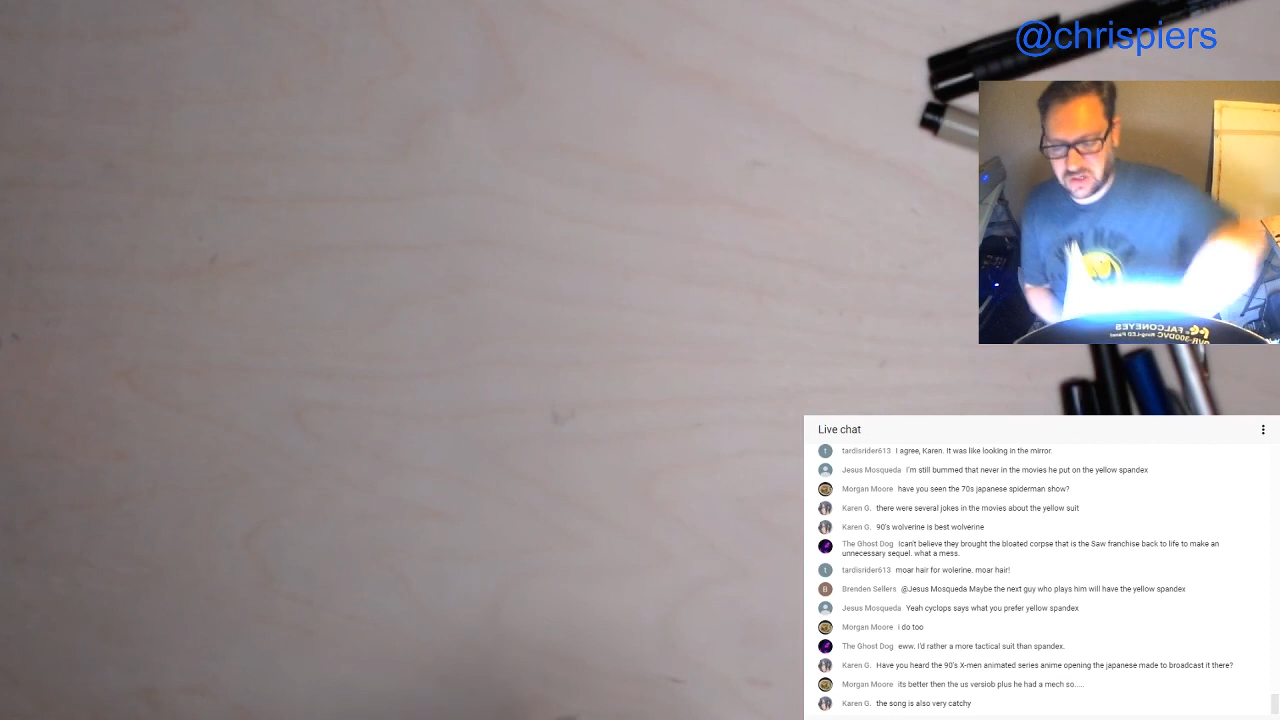 @chrispiers
FALCONEYES
DVR-300DVC Ring-LED Panel
Live chat
tardisrider613 I agree, Karen. It was like looking in the mirror.
Jesus Mosqueda I'm still bummed that never in the movies he put on the yellow spandex
Morgan Moore have you seen the 70s japanese spiderman show?
Karen G. there were several jokes in the movies about the yellow suit
Karen G. 90's wolverine is best wolverine
The Ghost Dog Ican't believe they brought the bloated corpse that is the Saw franchise back to life to make an
unnecessary sequel. what a mess.
tardisrider613 moar hair for wolerine. moar hair!
Brenden Sellers @Jesus Mosqueda Maybe the next guy who plays him will have the yellow spandex
Jesus Mosqueda Yeah cyclops says what you prefer yellow spandex
Morgan Moore i do too
The Ghost Dog eww. I'd rather a more tactical suit than spandex.
Karen G. Have you heard the 90's X-men animated series anime opening the japanese made to broadcast it there?
Morgan Moore its better then the us versiob plus he had a mech so.....
Karen G. the song is also very catchy